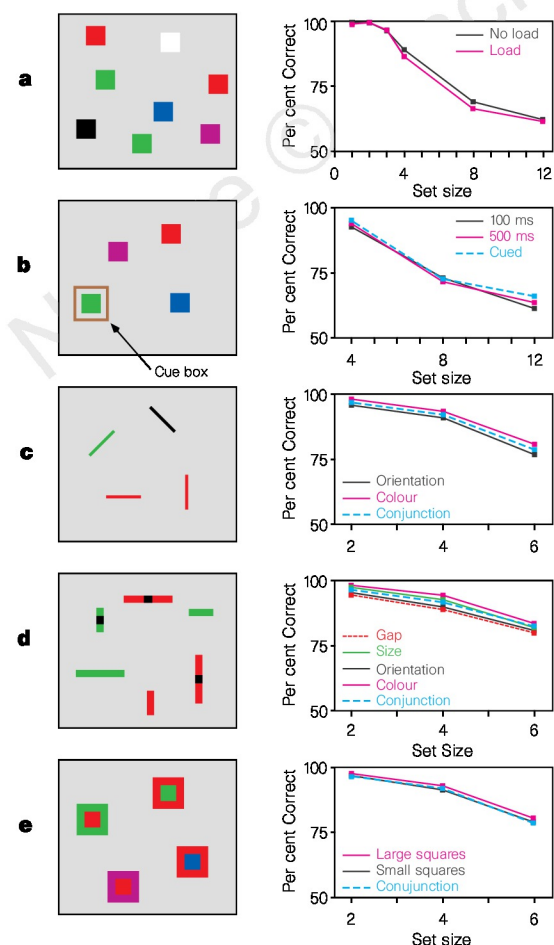 a
100
75
50
Per cent Correct
No load
Load
0
4
8
12
Set size
b
Cue box
100
75
50
Per cent Correct
100 ms
500 ms
Cued
4
8
12
Set size
c
100
75
50
Per cent Correct
Orientation
Colour
Conjunction
2
4
6
d
100
75
50
Per cent Correct
Gap
Size
Orientation
Colour
Conjunction
2
4
6
Set Size
e
100
75
50
Per cent Correct
Large squares
Small squares
Conujunction
2
4
6
Set size